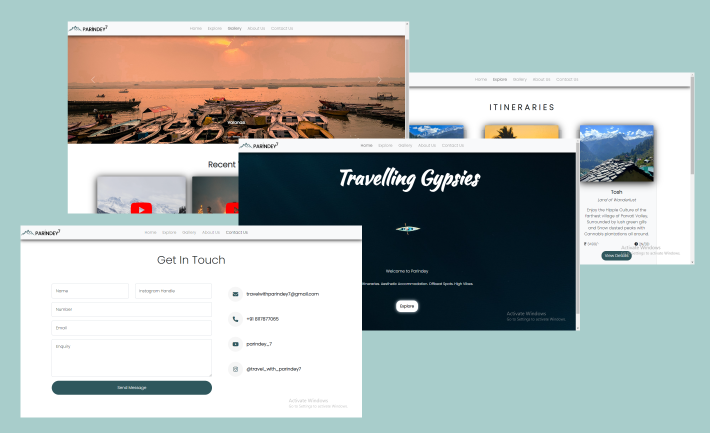 PARINDEY7
Home Explore Gallery About Us Contact Us
Varanasi
Recent
Home Explore Gallery About Us Contact Us
ITINERARIES
Tosh
Land of Wanderlust
Enjoy the Hippie Culture of the
farthest village of Parvati Valley,
Surrounded by lush green gills
and Snow clasted peaks with
Cannabis plantations all around.
View Details
Activate Windows
Go to Settings to activate Windows.
PARINDEY7
Home Explore Gallery About Us Contact Us
Travelling Gypsies
Welcome to Parindey
Itineraries. Aesthetic Accommodation. Offbeat Spots. High Vibes.
Explore
Activate Windows
Go to Settings to activate Windows.
PARINDEY7
Home Explore Gallery About Us Contact Us
Get In Touch
Name
Instagram Handle
Number
Email
Enquiry
Send Message
travelwithparindey7@gmail.com
+91 8117877055
parindey_7
@travel_with_parindey7
Activate Windows
Go to Settings to activate Windows.